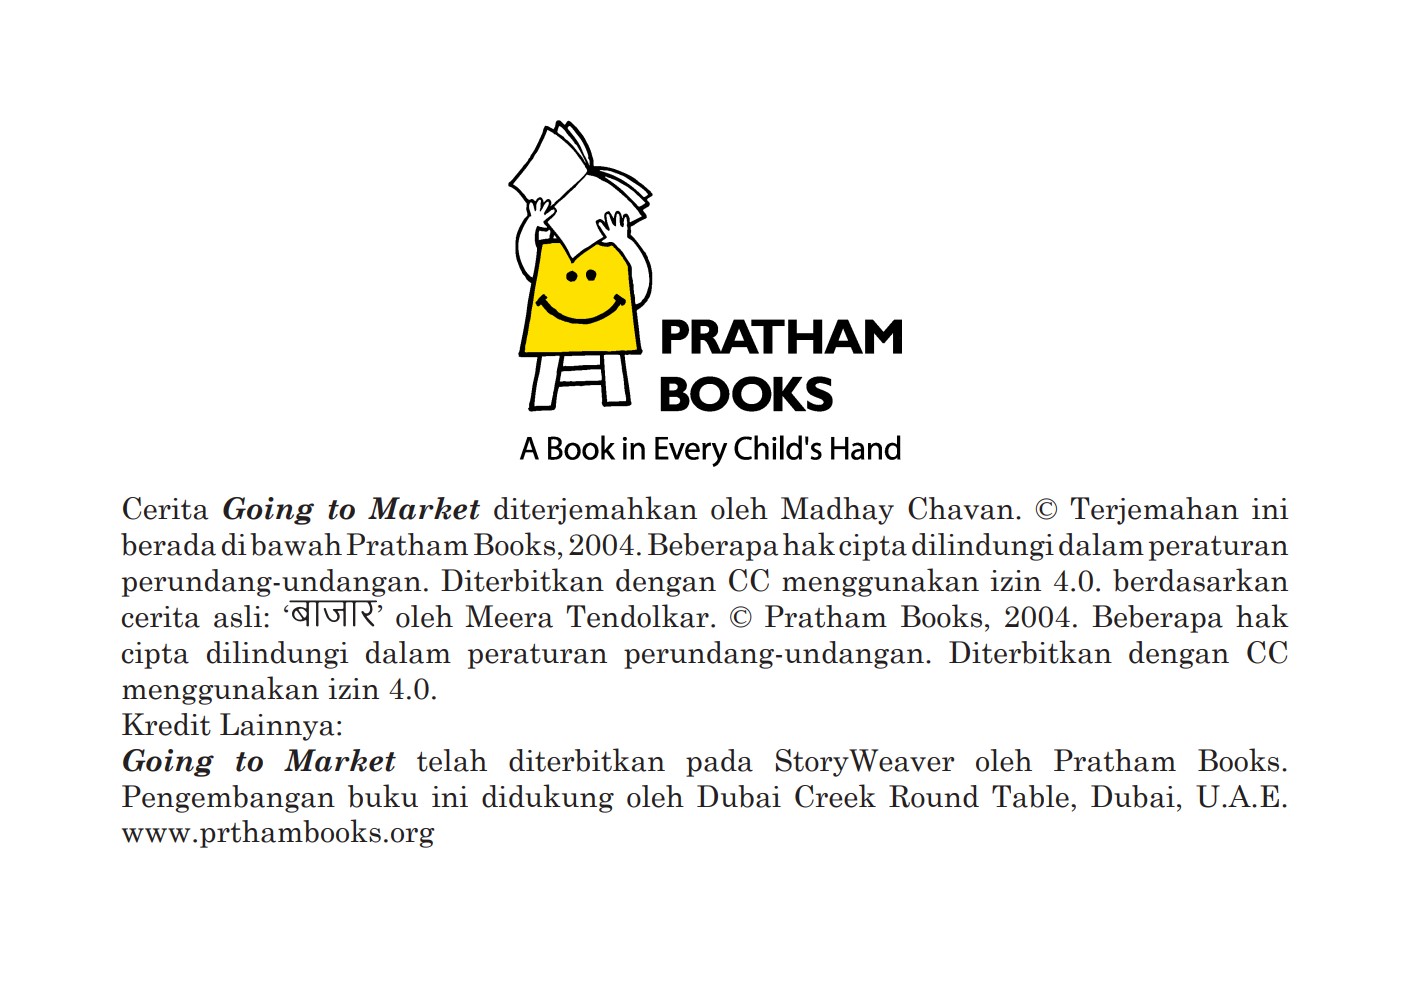 PRATHAM
BOOKS
A Book in Every Child's Hand
Cerita Going to Market diterjemahkan oleh Madhay Chavan. © Terjemahan ini
berada di bawah Pratham Books, 2004. Beberapa hak cipta dilindungi dalam peraturan
perundang-undangan. Diterbitkan dengan CC menggunakan izin 4.0. berdasarkan
cerita asli: ‘बाजार’ oleh Meera Tendolkar. © Pratham Books, 2004. Beberapa hak
cipta dilindungi dalam peraturan perundang-undangan. Diterbitkan dengan CC
menggunakan izin 4.0.
Kredit Lainnya:
Going to Market telah diterbitkan pada StoryWeaver oleh Pratham Books.
Pengembangan buku ini didukung oleh Dubai Creek Round Table, Dubai, U.A.E.
www.prthambooks.org